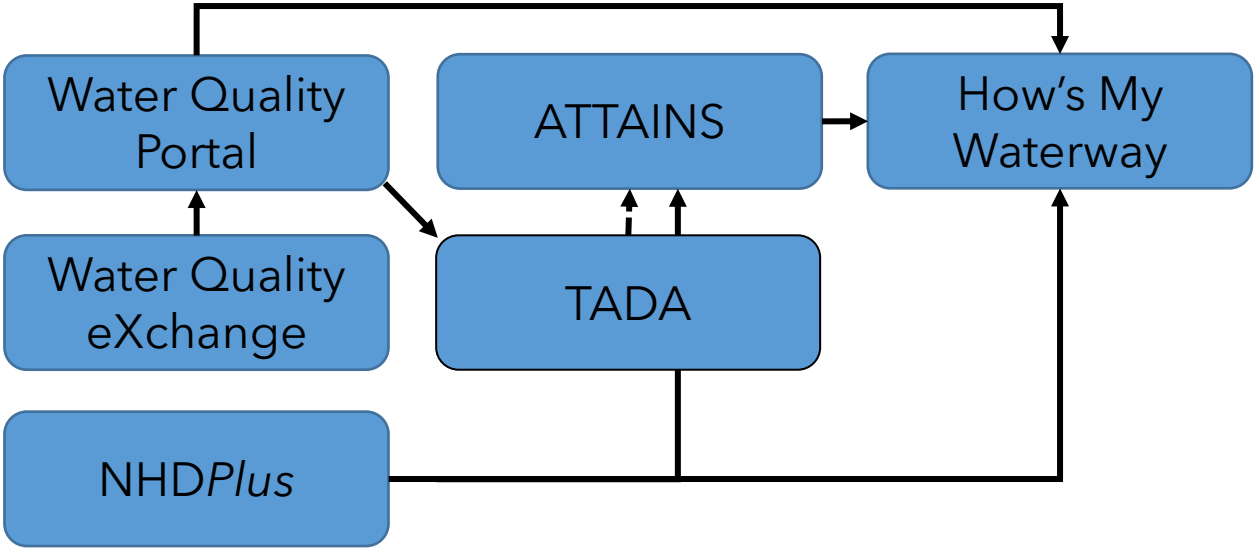 Water Quality
Portal
ATTAINS
How's My
Waterway
Water Quality
eXchange
TADA
NHDPlus